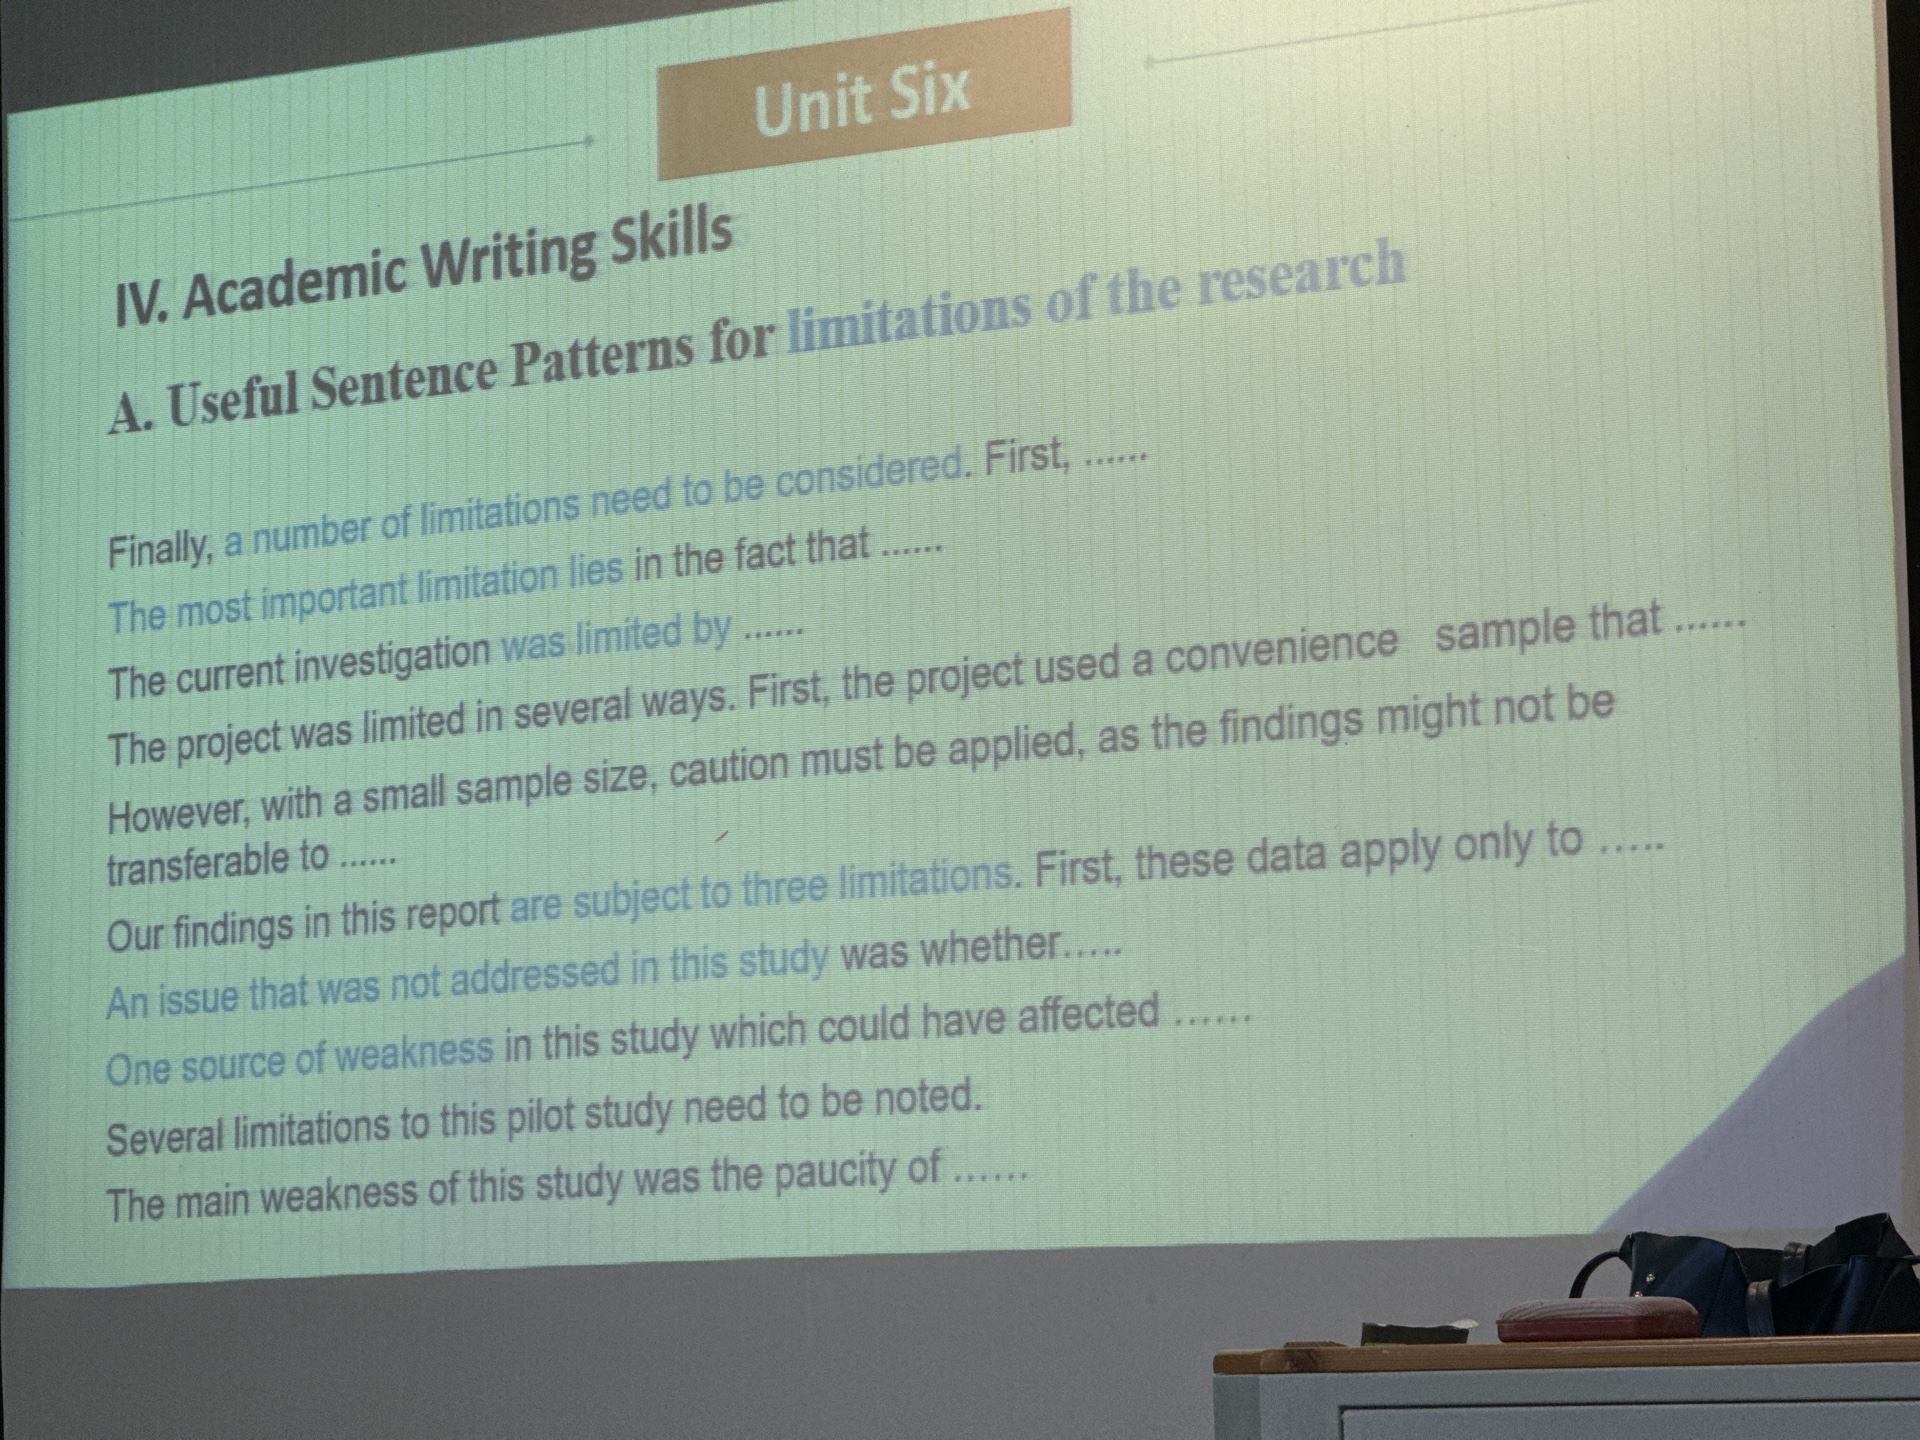 Unit Six
IV. Academic Writing Skills
A. Useful Sentence Patterns for limitations of the research
Finally, a number of limitations need to be considered. First, ......
The most important limitation lies in the fact that ......
The current investigation was limited by ......
The project was limited in several ways. First, the project used a convenience sample that ......
However, with a small sample size, caution must be applied, as the findings might not be
transferable to ......
Our findings in this report are subject to three limitations. First, these data apply only to .....
An issue that was not addressed in this study was whether.....
One source of weakness in this study which could have affected ......
Several limitations to this pilot study need to be noted.
The main weakness of this study was the paucity of ......